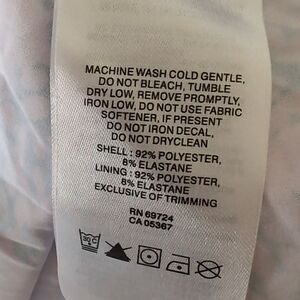 MACHINE WASH COLD GENTLE,
DO NOT BLEACH, TUMBLE
DRY LOW, REMOVE PROMPTLY,
IRON LOW, DO NOT USE FABRIC
SOFTENER, IF PRESENT
DO NOT IRON DECAL,
DO NOT DRYCLEAN
SHELL : 92% POLYESTER,
8% ELASTANE
LINING : 92% POLYESTER,
8% ELASTANE
EXCLUSIVE OF TRIMMING
RN 69724
CA 05367
30 C